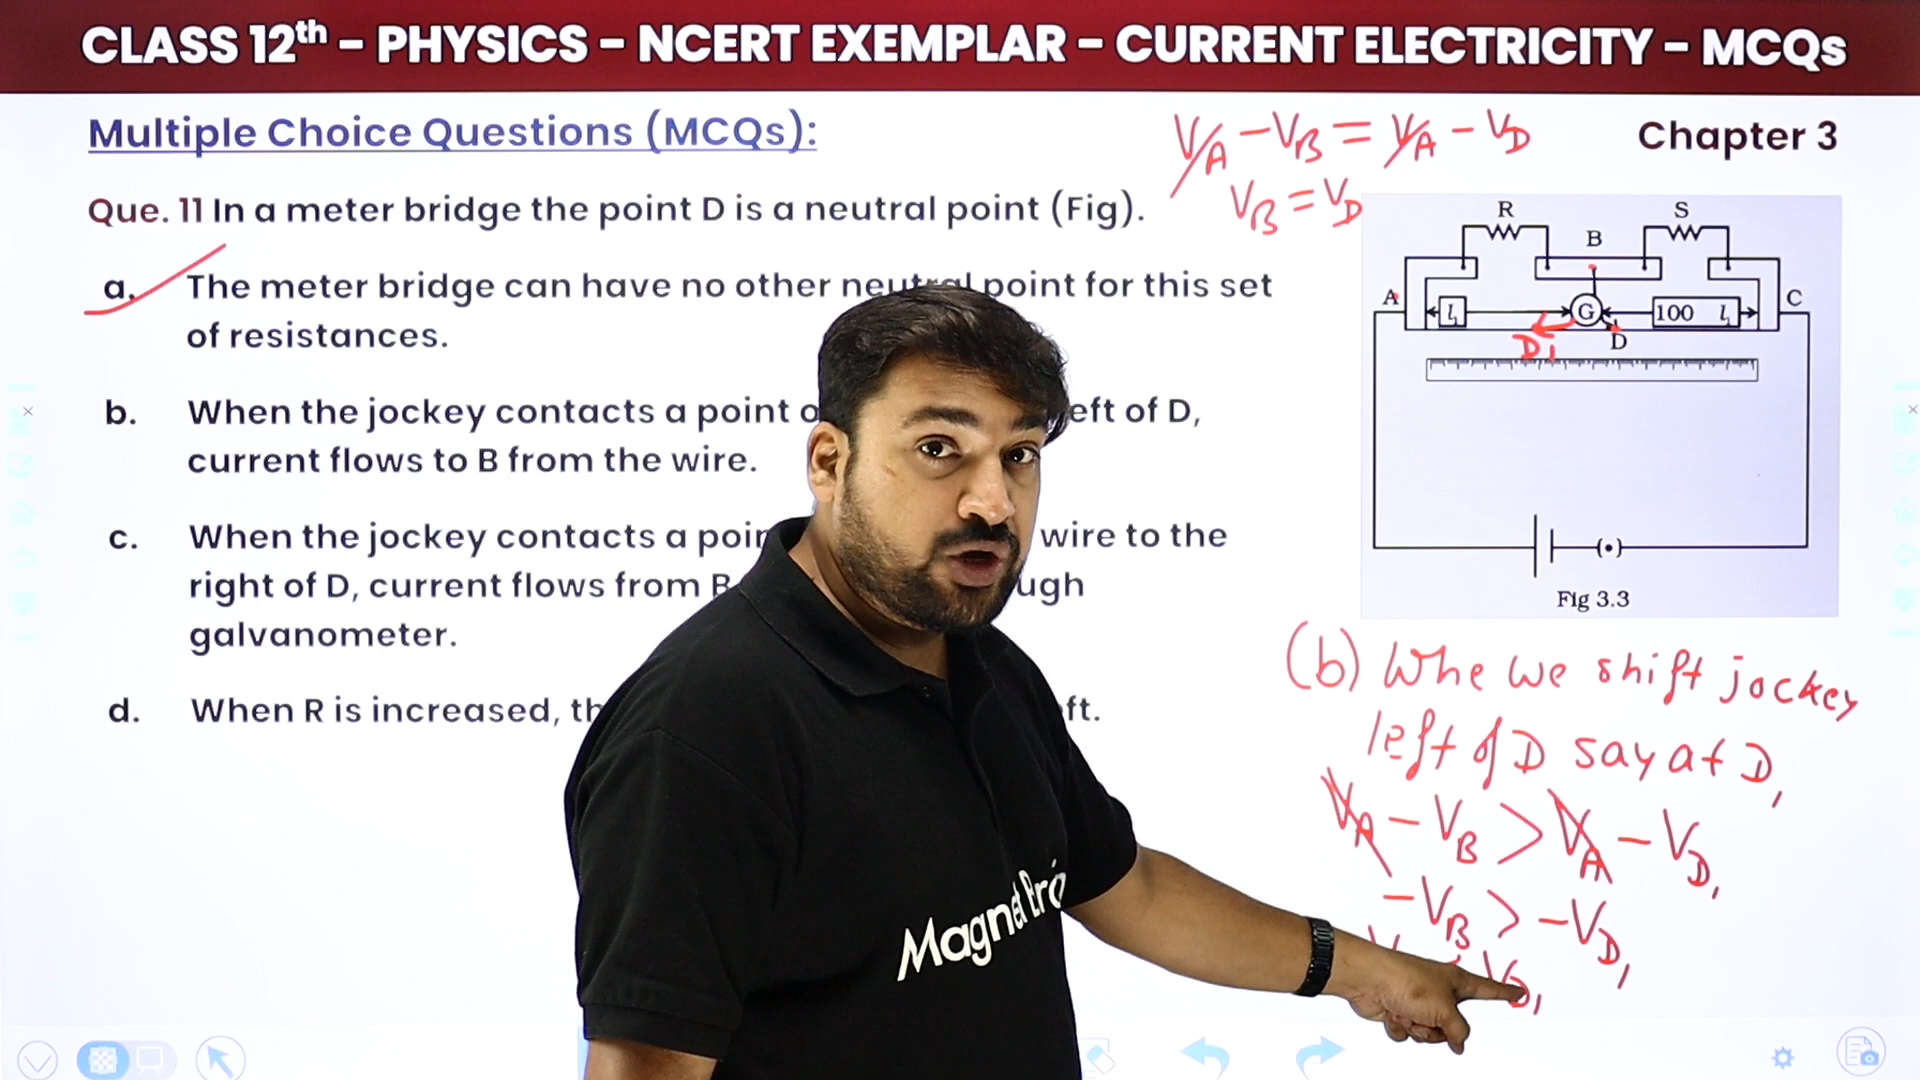 CLASS 12th – PHYSICS – NCERT EXEMPLAR – CURRENT ELECTRICITY – MCQs
Multiple Choice Questions (MCQs):
Chapter 3
V_A – V_B = V_A – V_D
V_B = V_D
Que. 11 In a meter bridge the point D is a neutral point (Fig).
a. The meter bridge can have no other neutral point for this set
of resistances.
b. When the jockey contacts a point eft of D,
current flows to B from the wire.
c. When the jockey contacts a poin wire to the
right of D, current flows from B ugh
galvanometer.
d. When R is increased, th ft.
R S
B
A l₁ G 100 l₁ C
D₁ D
Fig 3.3
(b) Whe we shift jockey
left of D say at D₁
V_A – V_B > V_A – V_D₁
– V_B > – V_D₁
V_D₁
Magnet Bro